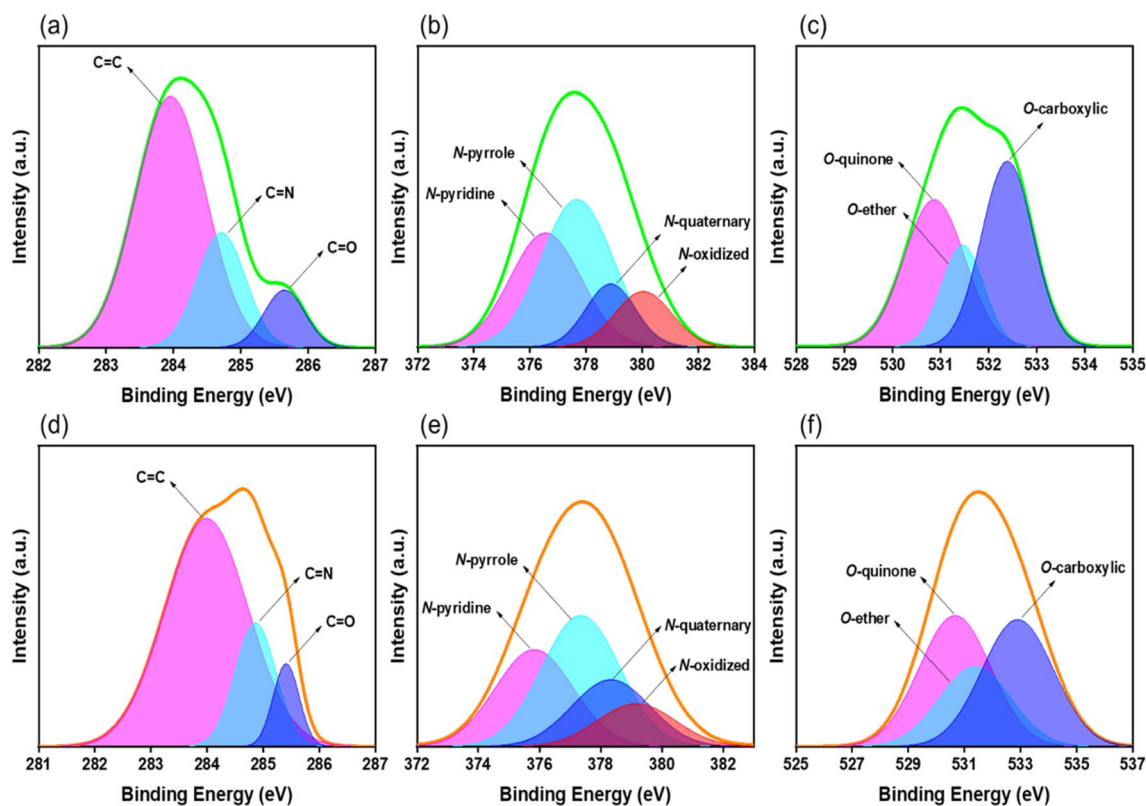 (a)
C=C
C=N
C=O
Intensity (a.u.)
282 283 284 285 286 287
Binding Energy (eV)
(b)
N-pyrrole
N-pyridine
N-quaternary
N-oxidized
Intensity (a.u.)
372 374 376 378 380 382 384
Binding Energy (eV)
(c)
O-carboxylic
O-quinone
O-ether
Intensity (a.u.)
528 529 530 531 532 533 534 535
Binding Energy (eV)
(d)
C=C
C=N
C=O
Intensity (a.u.)
281 282 283 284 285 286 287
Binding Energy (eV)
(e)
N-pyrrole
N-pyridine
N-quaternary
N-oxidized
Intensity (a.u.)
372 374 376 378 380 382
Binding Energy (eV)
(f)
O-quinone
O-carboxylic
O-ether
Intensity (a.u.)
525 527 529 531 533 535 537
Binding Energy (eV)